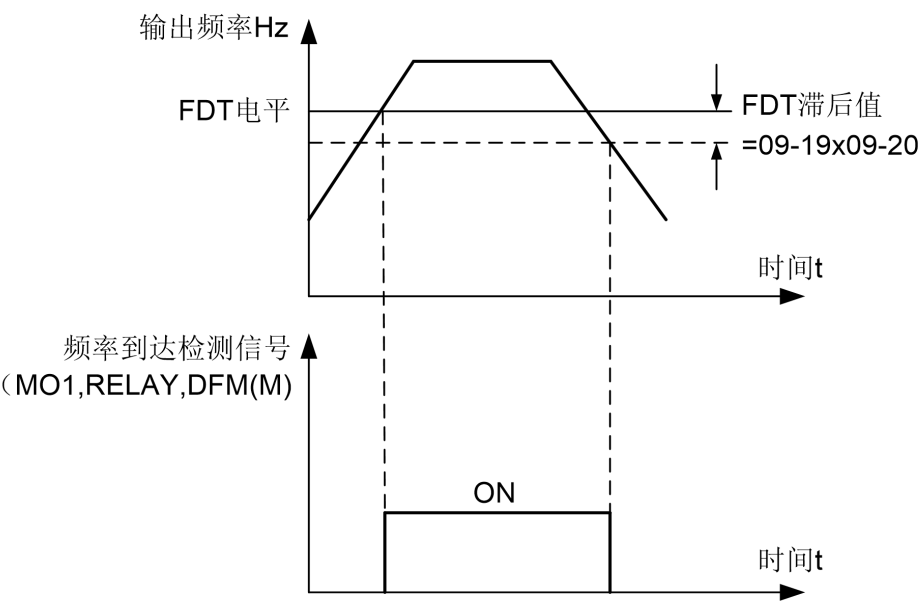 输出频率Hz
FDT电平
FDT滞后值
=09-19x09-20
时间t
频率到达检测信号
（MO1,RELAY,DFM(M)
ON
时间t